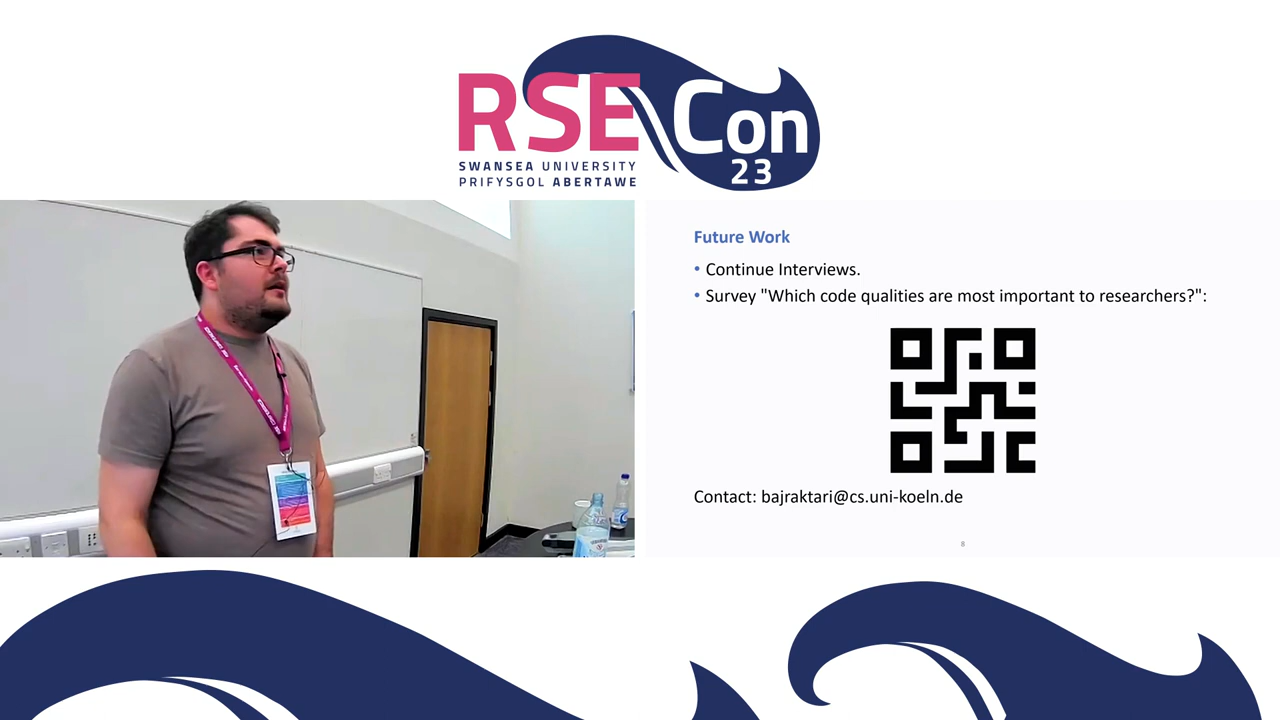 RSE Con
23
SWANSEA UNIVERSITY
PRIFYSGOL ABERTAWE
Future Work
• Continue Interviews.
• Survey "Which code qualities are most important to researchers?":
Contact: bajraktari@cs.uni-koeln.de
8